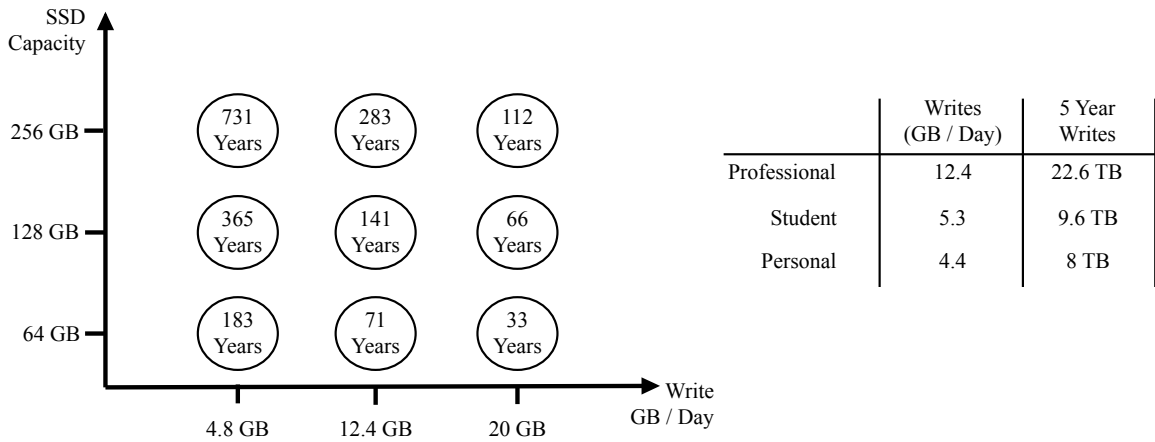 SSD
Capacity
256 GB
731
Years
283
Years
112
Years
128 GB
365
Years
141
Years
66
Years
64 GB
183
Years
71
Years
33
Years
Write
GB / Day
4.8 GB
12.4 GB
20 GB
Writes
(GB / Day)
5 Year
Writes
Professional
12.4
22.6 TB
Student
5.3
9.6 TB
Personal
4.4
8 TB